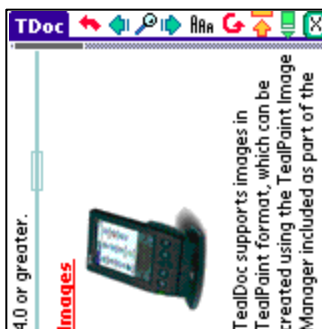 TDoc AAA
4.0 or greater.
Images
TealDoc supports images in
TealPaint format, which can be
created using the TealPaint Image
Manager included as part of the